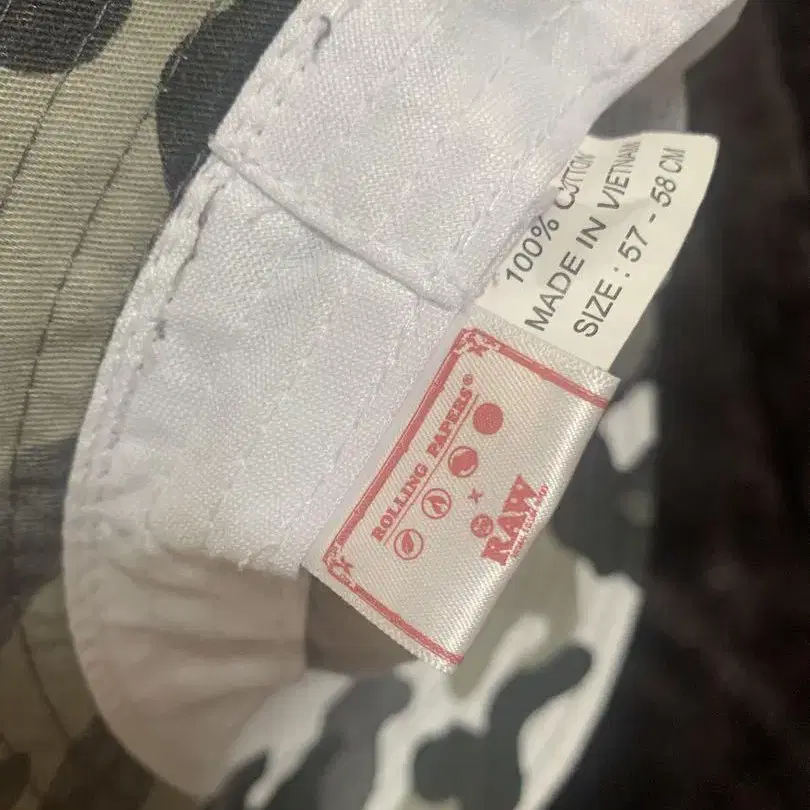 100% COTTON
MADE IN VIETNAM
SIZE : 57 - 58 CM
ROLLING PAPERS®
×
RAW